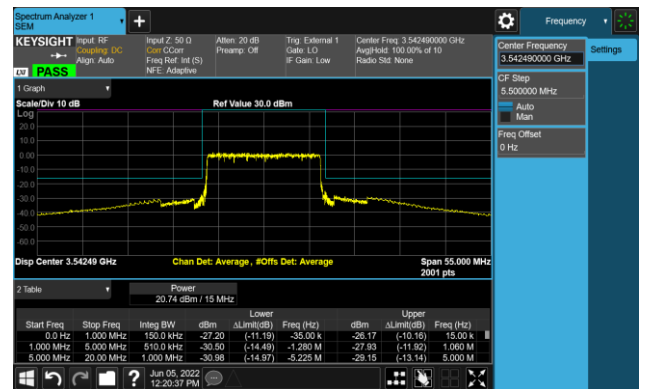 Spectrum Analyzer 1
SEM
Frequency
KEYSIGHT
Input: RF
Coupling: DC
Align: Auto
Input Z: 50 Ω
Corr CCorr
Freq Ref: Int (S)
NFE: Adaptive
Atten: 20 dB
Preamp: Off
Trig: External 1
Gate: LO
IF Gain: Low
Center Freq: 3.542490000 GHz
Avg|Hold: 100.00% of 10
Radio Std: None
LXI PASS
Center Frequency
3.542490000 GHz
Settings
CF Step
5.500000 MHz
Auto
Man
Freq Offset
0 Hz
1 Graph
Scale/Div 10 dB
Ref Value 30.0 dBm
Log
20.0
10.0
0.00
-10.0
-20.0
-30.0
-40.0
-50.0
-60.0
Disp Center 3.54249 GHz
Chan Det: Average, #Offs Det: Average
Span 55.000 MHz
2001 pts
2 Table
Power
20.74 dBm / 15 MHz
Lower Upper
Start Freq Stop Freq Integ BW dBm ΔLimit(dB) Freq (Hz) dBm ΔLimit(dB) Freq (Hz)
0.0 Hz 1.000 MHz 150.0 kHz -27.20 (-11.19) -35.00 k -26.17 (-10.16) 15.00 k
1.000 MHz 5.000 MHz 510.0 kHz -30.50 (-14.49) -1.280 M -27.93 (-11.92) 1.060 M
5.000 MHz 20.00 MHz 1.000 MHz -30.98 (-14.97) -5.225 M -29.15 (-13.14) 5.000 M
Jun 05, 2022
12:20:37 PM